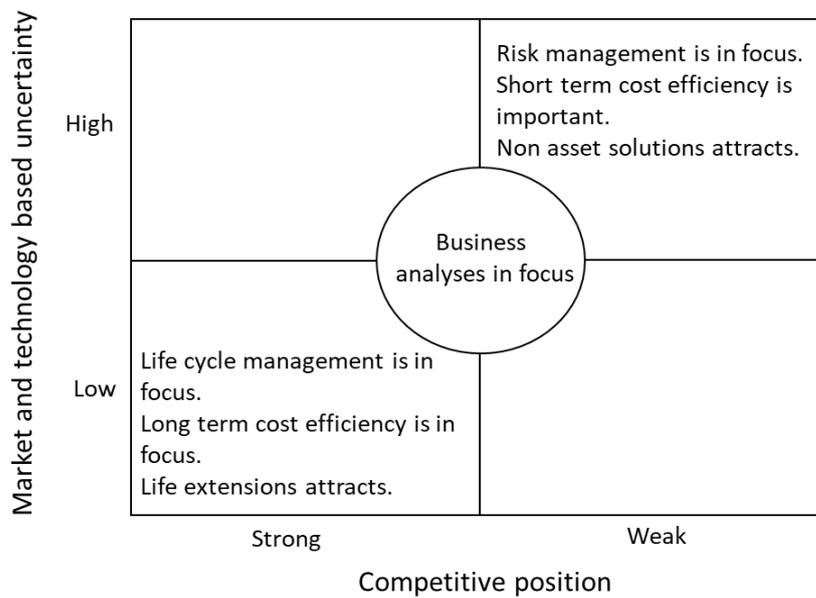 Market and technology based uncertainty
High
Risk management is in focus.
Short term cost efficiency is
important.
Non asset solutions attracts.
Business
analyses in focus
Low
Life cycle management is in
focus.
Long term cost efficiency is in
focus.
Life extensions attracts.
Strong
Weak
Competitive position